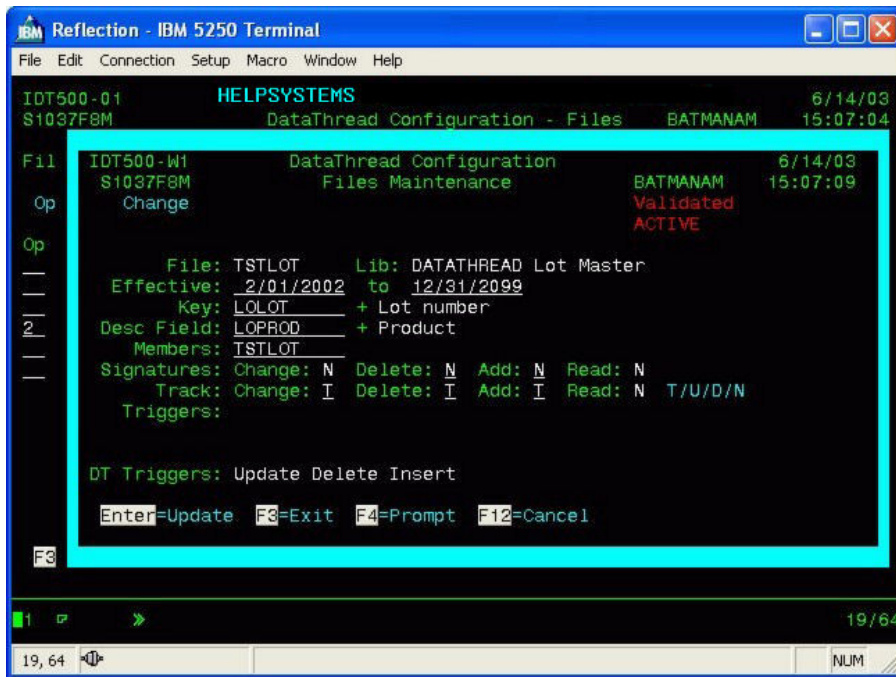 IBM Reflection - IBM 5250 Terminal
File Edit Connection Setup Macro Window Help
IDT500-01 HELPSYSTEMS 6/14/03
S1037F8M DataThread Configuration - Files BATMANAM 15:07:04
Fil IDT500-W1 DataThread Configuration 6/14/03
S1037F8M Files Maintenance BATMANAM 15:07:09
Op Change Validated
ACTIVE
Op
File: TSTLOT Lib: DATATHREAD Lot Master
Effective: 2/01/2002 to 12/31/2099
Key: LOLOT + Lot number
2 Desc Field: LOPROD + Product
Members: TSTLOT
Signatures: Change: N Delete: N Add: N Read: N
Track: Change: T Delete: T Add: T Read: N T/U/D/N
Triggers:
DT Triggers: Update Delete Insert
Enter=Update F3=Exit F4=Prompt F12=Cancel
F3
1 19/64
19, 64 NUM